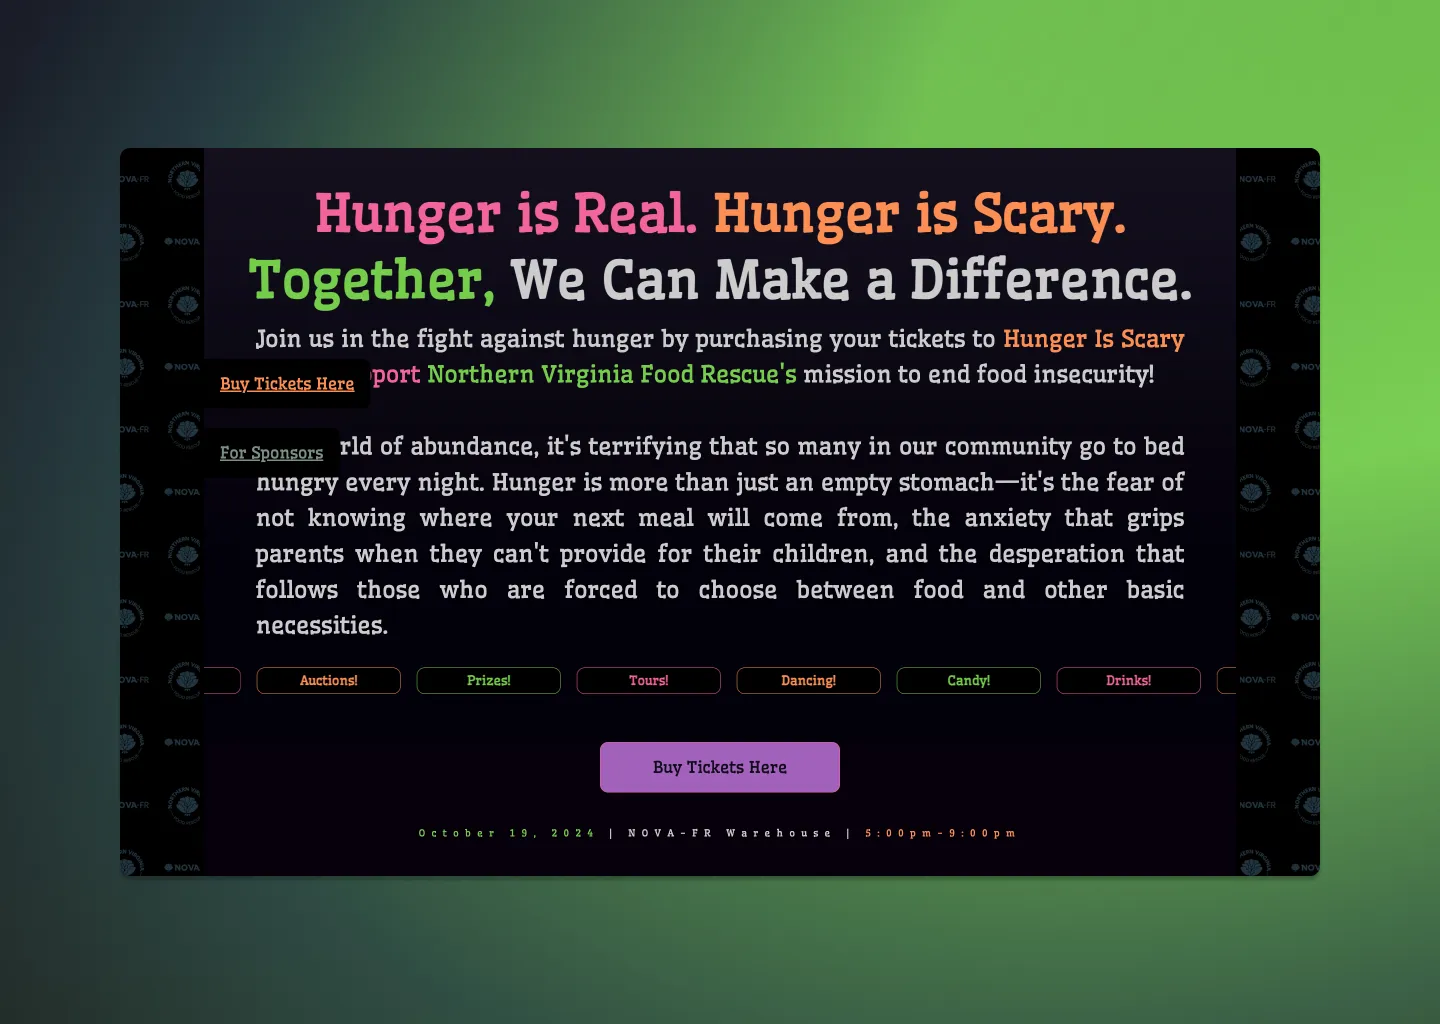 Hunger is Real. Hunger is Scary.
Together, We Can Make a Difference.
Join us in the fight against hunger by purchasing your tickets to Hunger Is Scary
Northern Virginia Food Rescue's mission to end food insecurity!
Buy Tickets Here
of abundance, it's terrifying that so many in our community go to bed
For Sponsors
hungry every night. Hunger is more than just an empty stomach—it's the fear of
not knowing where your next meal will come from, the anxiety that grips
parents when they can't provide for their children, and the desperation that
follows those who are forced to choose between food and other basic
necessities.
Auctions! Prizes! Tours! Dancing! Candy! Drinks!
Buy Tickets Here
October 19, 2024 | NOVA-FR Warehouse | 5:00pm-9:00pm
NOVA-FR
NOVA